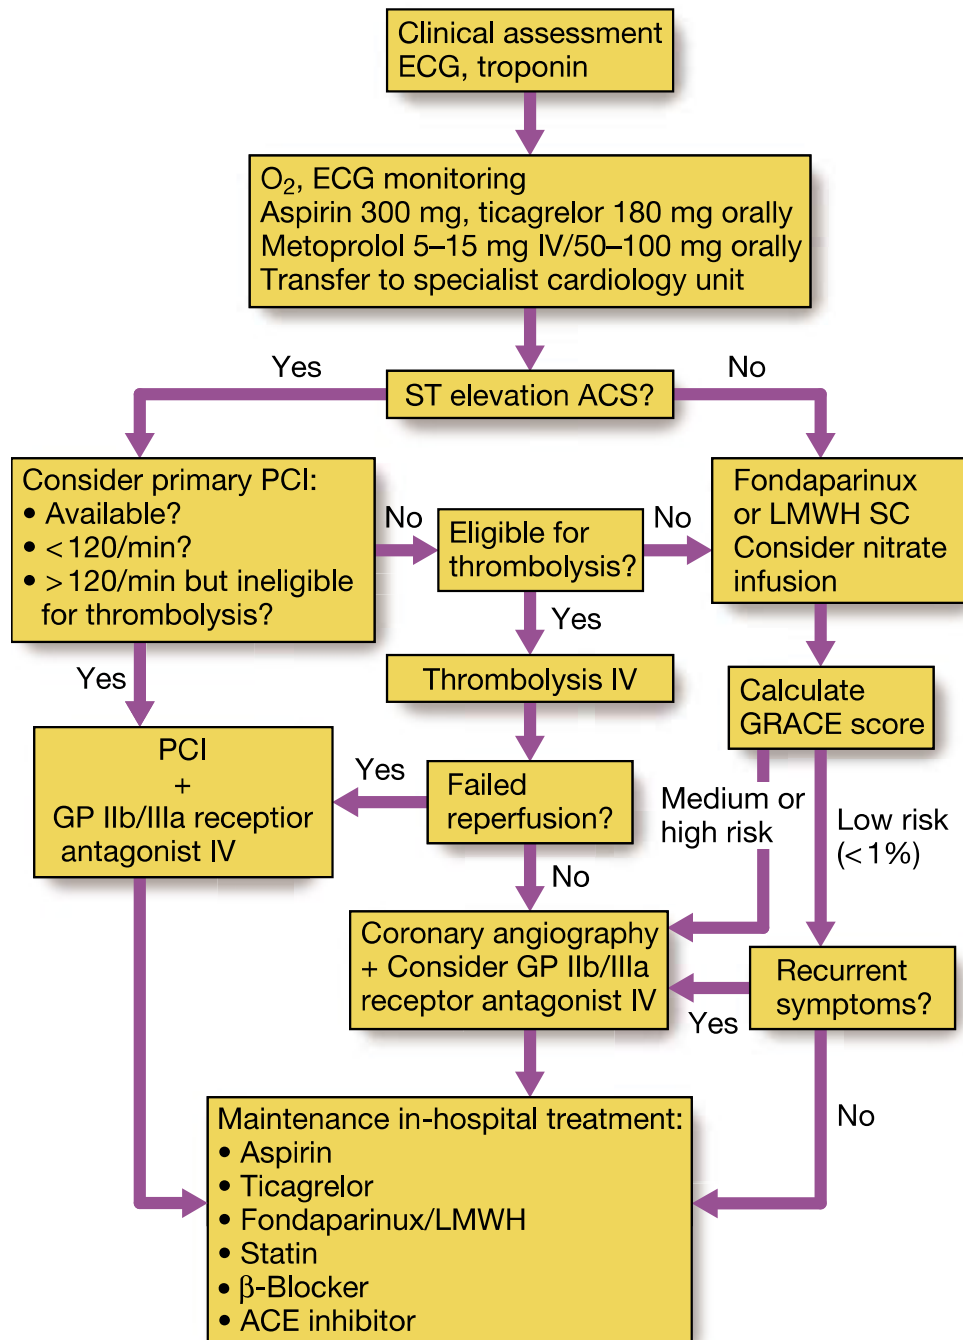 Clinical assessment
ECG, troponin
O₂, ECG monitoring
Aspirin 300 mg, ticagrelor 180 mg orally
Metoprolol 5–15 mg IV/50–100 mg orally
Transfer to specialist cardiology unit
Yes
ST elevation ACS?
No
Consider primary PCI:
• Available?
• <120/min?
• >120/min but ineligible
for thrombolysis?
No
Eligible for
thrombolysis?
No
Fondaparinux
or LMWH SC
Consider nitrate
infusion
Yes
Yes
Thrombolysis IV
Calculate
GRACE score
PCI
+
GP IIb/IIIa receptior
antagonist IV
Yes
Failed
reperfusion?
Medium or
high risk
Low risk
(<1%)
No
Coronary angiography
+ Consider GP IIb/IIIa
receptor antagonist IV
Recurrent
symptoms?
Yes
No
Maintenance in-hospital treatment:
• Aspirin
• Ticagrelor
• Fondaparinux/LMWH
• Statin
• β-Blocker
• ACE inhibitor